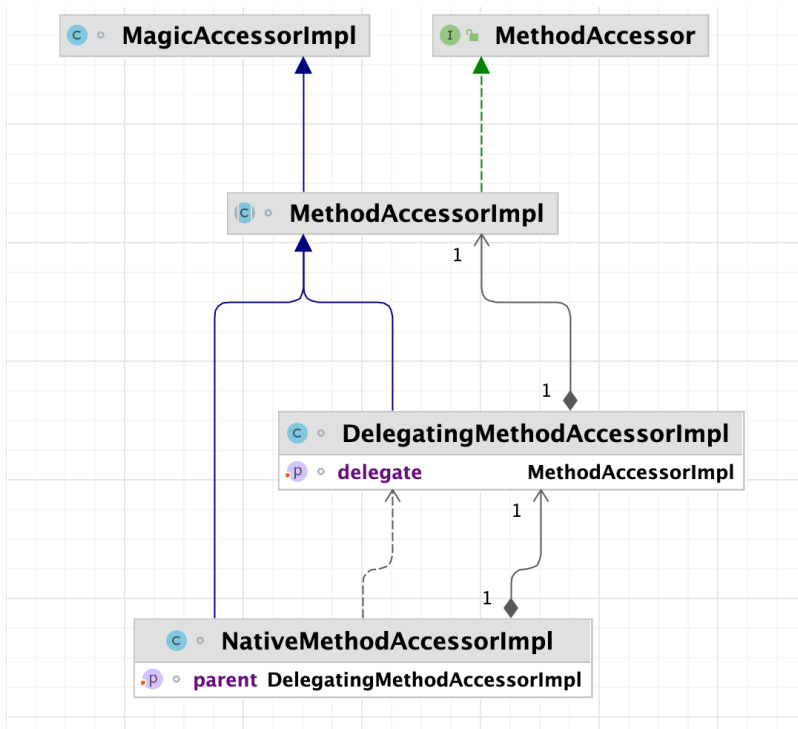 C MagicAccessorImpl
I MethodAccessor
C MethodAccessorImpl
1
1
C DelegatingMethodAccessorImpl
p delegate MethodAccessorImpl
1
1
C NativeMethodAccessorImpl
p parent DelegatingMethodAccessorImpl